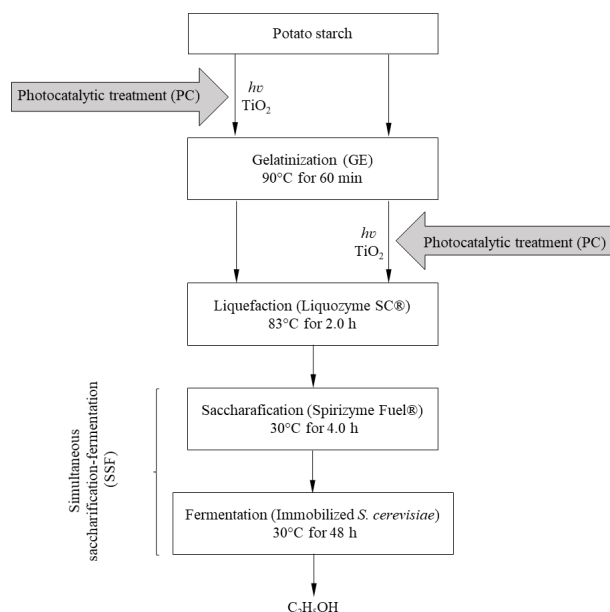 Potato starch
Photocatalytic treatment (PC)
hν
TiO₂
Gelatinization (GE)
90°C for 60 min
hν
TiO₂
Photocatalytic treatment (PC)
Liquefaction (Liquozyme SC®)
83°C for 2.0 h
Saccharafication (Spirizyme Fuel®)
30°C for 4.0 h
Simultaneous
saccharification-fermentation
(SSF)
Fermentation (Immobilized S. cerevisiae)
30°C for 48 h
C₂H₅OH